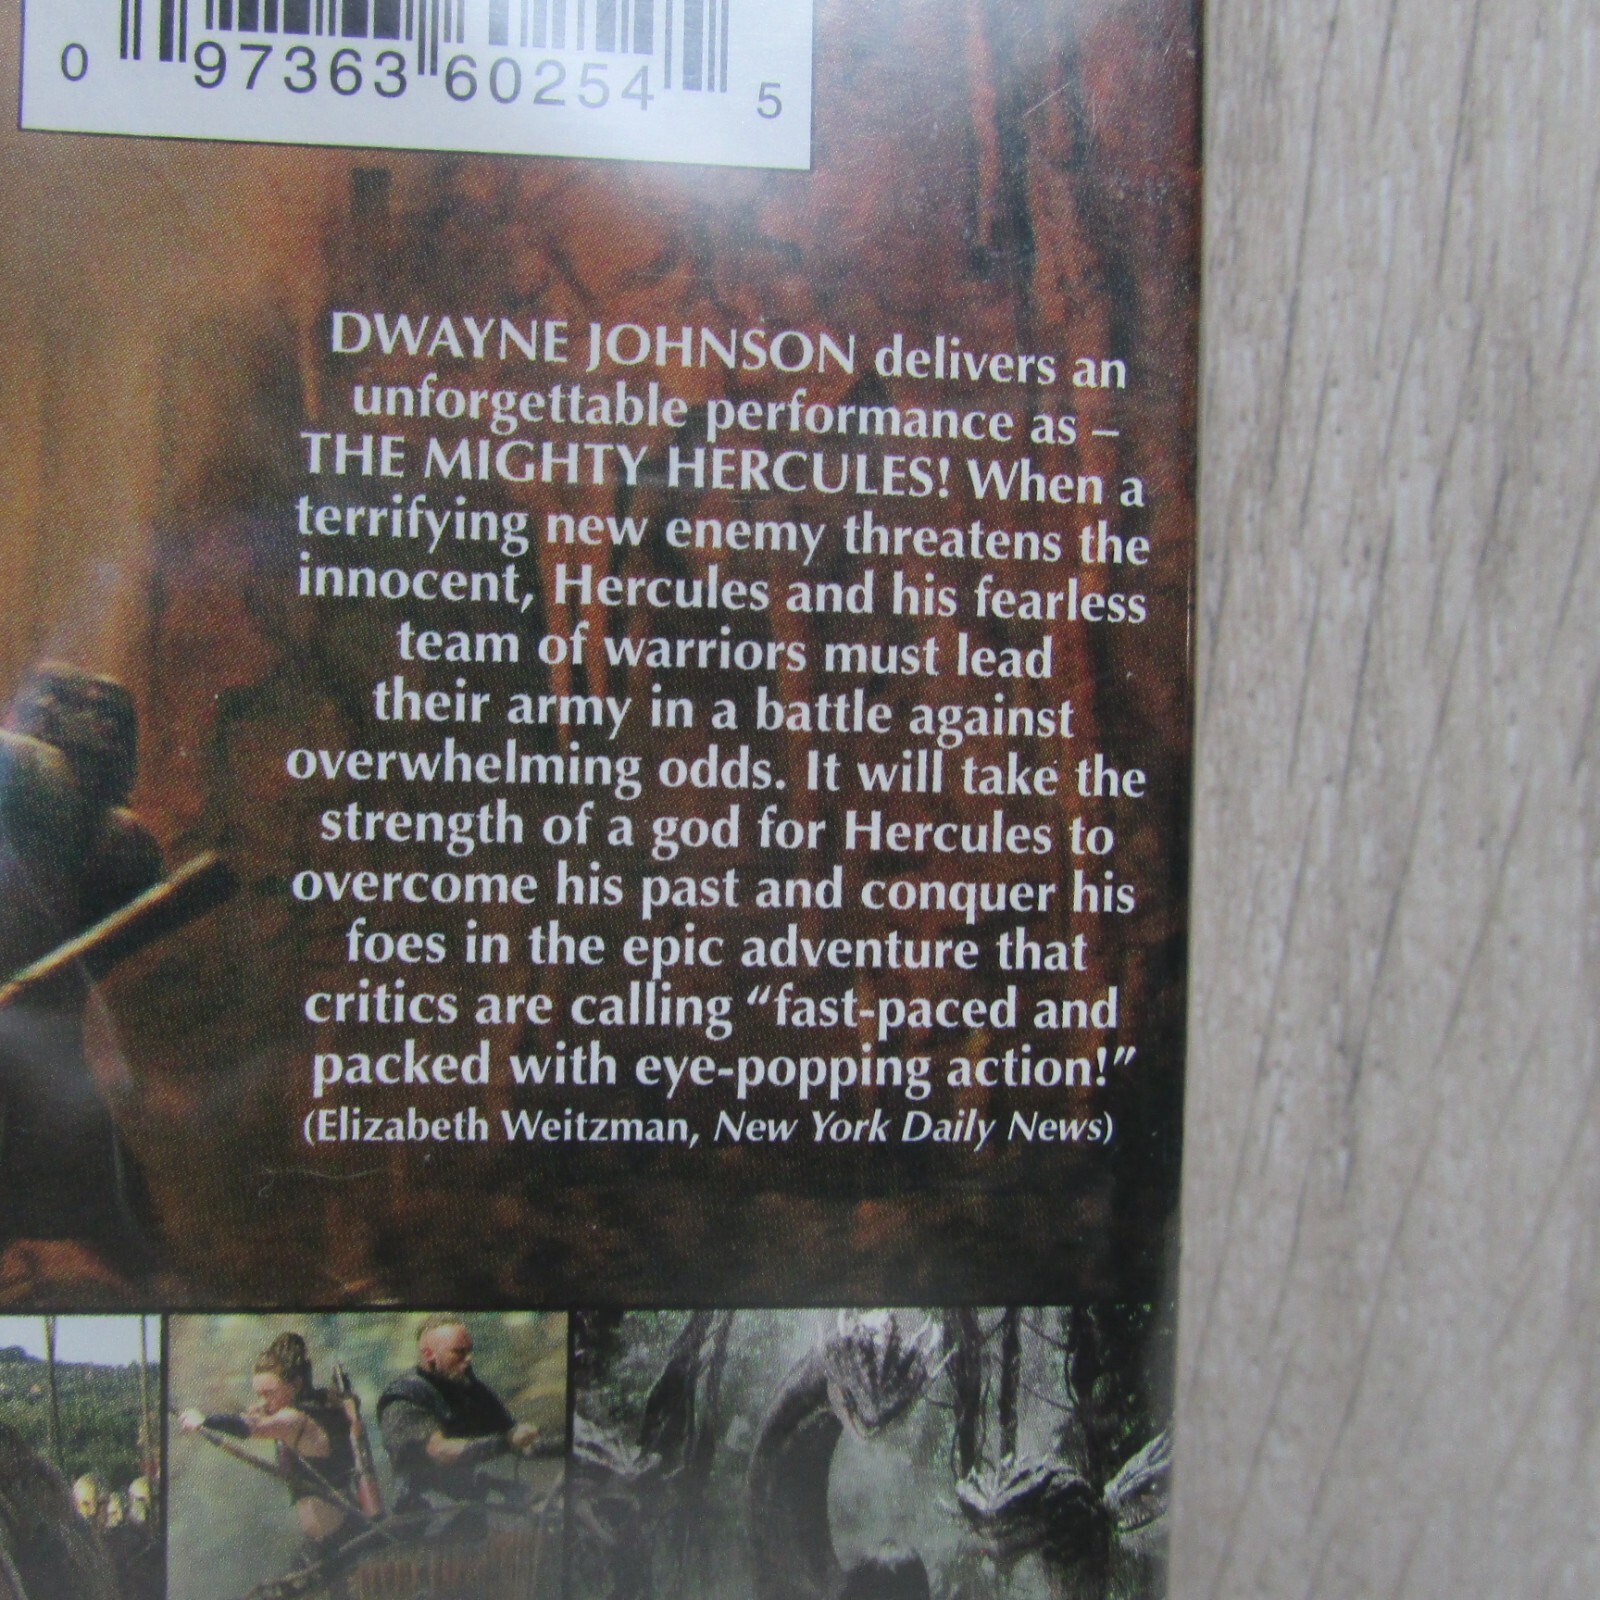 0 97363 60254 5
DWAYNE JOHNSON delivers an
unforgettable performance as –
THE MIGHTY HERCULES! When a
terrifying new enemy threatens the
innocent, Hercules and his fearless
team of warriors must lead
their army in a battle against
overwhelming odds. It will take the
strength of a god for Hercules to
overcome his past and conquer his
foes in the epic adventure that
critics are calling “fast-paced and
packed with eye-popping action!”
(Elizabeth Weitzman, New York Daily News)